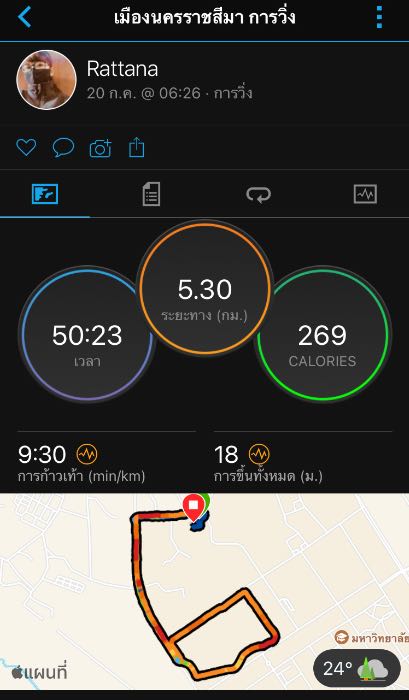 เมืองนครราชสีมา การวิ่ง
Rattana
20 ก.ค. @ 06:26 · การวิ่ง
5.30
ระยะทาง (กม.)
50:23
เวลา
269
CALORIES
9:30
การก้าวเท้า (min/km)
18
การขึ้นทั้งหมด (ม.)
มหาวิทยาลัย
24°
แผนที่